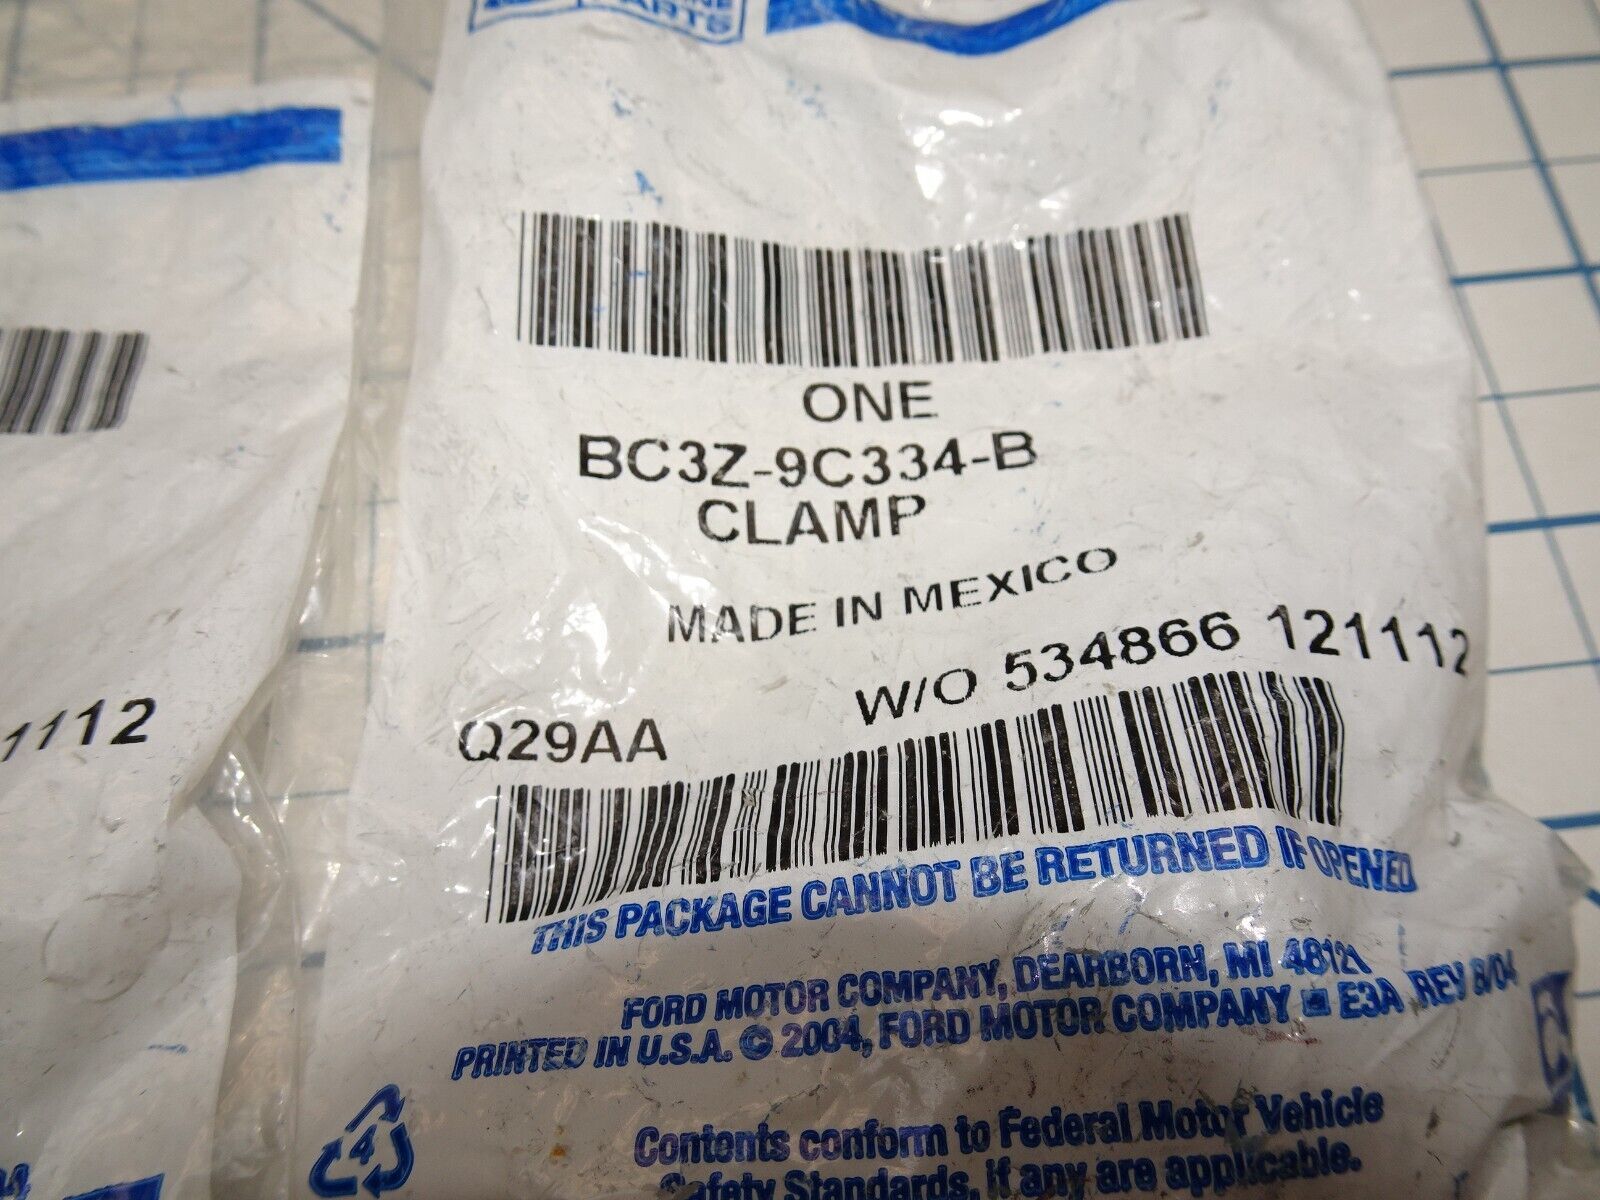 PARTS
ONE
BC3Z-9C334-B
CLAMP
MADE IN MEXICO
W/O 534866 121112
Q29AA
1112
THIS PACKAGE CANNOT BE RETURNED IF OPENED
FORD MOTOR COMPANY, DEARBORN, MI 48121
PRINTED IN U.S.A. © 2004, FORD MOTOR COMPANY E3A REV 8/04
4
Contents conform to Federal Motor Vehicle
Safety Standards, if any are applicable.